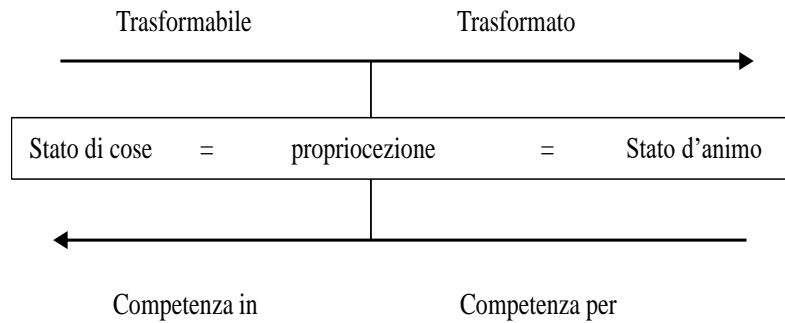 Trasformabile Trasformato
Stato di cose = propriocezione = Stato d'animo
Competenza in Competenza per